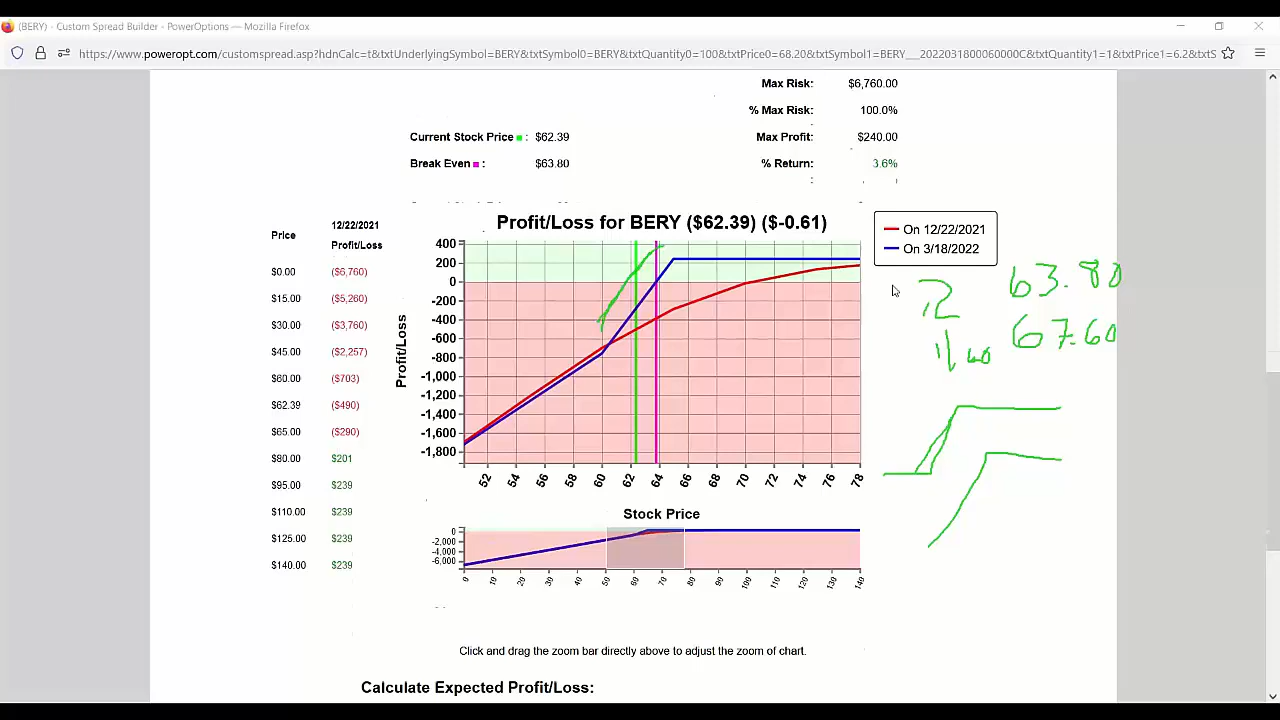 (BERY) - Custom Spread Builder - PowerOptions — Mozilla Firefox
https://www.poweropt.com/customspread.asp?hdnCalc=t&txtUnderlyingSymbol=BERY&txtSymbol0=BERY&txtQuantity0=100&txtPrice0=68.20&txtSymbol1=BERY___2022031800060000C&txtQuantity1=1&txtPrice1=6.2&txtS
Max Risk: $6,760.00
% Max Risk: 100.0%
Current Stock Price : $62.39 Max Profit: $240.00
Break Even : $63.80 % Return: 3.6%
Profit/Loss for BERY ($62.39) ($-0.61)
Price 12/22/2021 Profit/Loss
$0.00 ($6,760)
$15.00 ($5,260)
$30.00 ($3,760)
$45.00 ($2,257)
$60.00 ($703)
$62.39 ($490)
$65.00 ($290)
$80.00 $201
$95.00 $239
$110.00 $239
$125.00 $239
$140.00 $239
Profit/Loss
400
200
0
-200
-400
-600
-800
-1,000
-1,200
-1,400
-1,600
-1,800
52 54 56 58 60 62 64 66 68 70 72 74 76 78
Stock Price
On 12/22/2021
On 3/18/2022
63.80
67.60
0
-2,000
-4,000
-6,000
0 10 20 30 40 50 60 70 80 90 100 110 120 130 140
Click and drag the zoom bar directly above to adjust the zoom of chart.
Calculate Expected Profit/Loss: